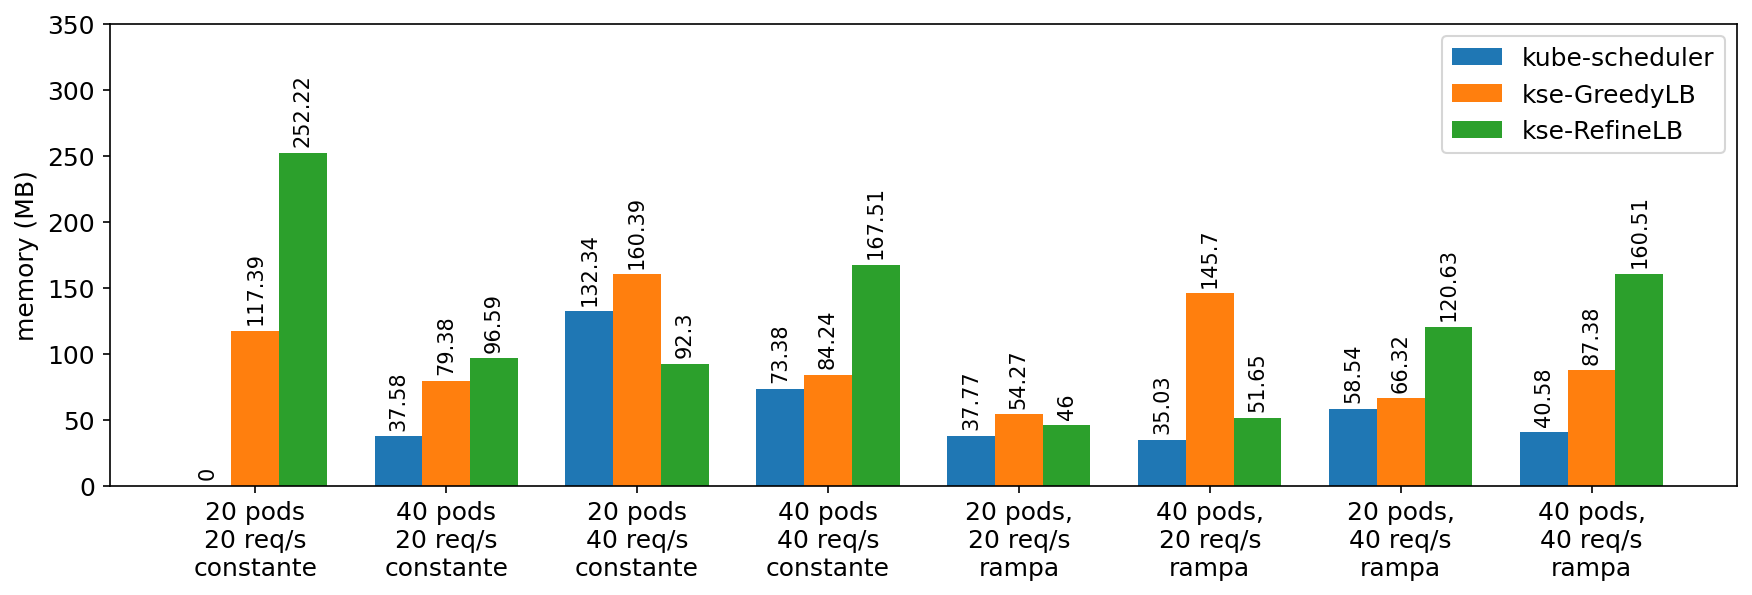 350
300
250
200
150
100
50
0
memory (MB)
kube-scheduler
kse-GreedyLB
kse-RefineLB
0
117.39
252.22
37.58
79.38
96.59
132.34
160.39
92.3
73.38
84.24
167.51
37.77
54.27
46
35.03
145.7
51.65
58.54
66.32
120.63
40.58
87.38
160.51
20 pods
20 req/s
constante
40 pods
20 req/s
constante
20 pods
40 req/s
constante
40 pods
40 req/s
constante
20 pods,
20 req/s
rampa
40 pods,
20 req/s
rampa
20 pods,
40 req/s
rampa
40 pods,
40 req/s
rampa